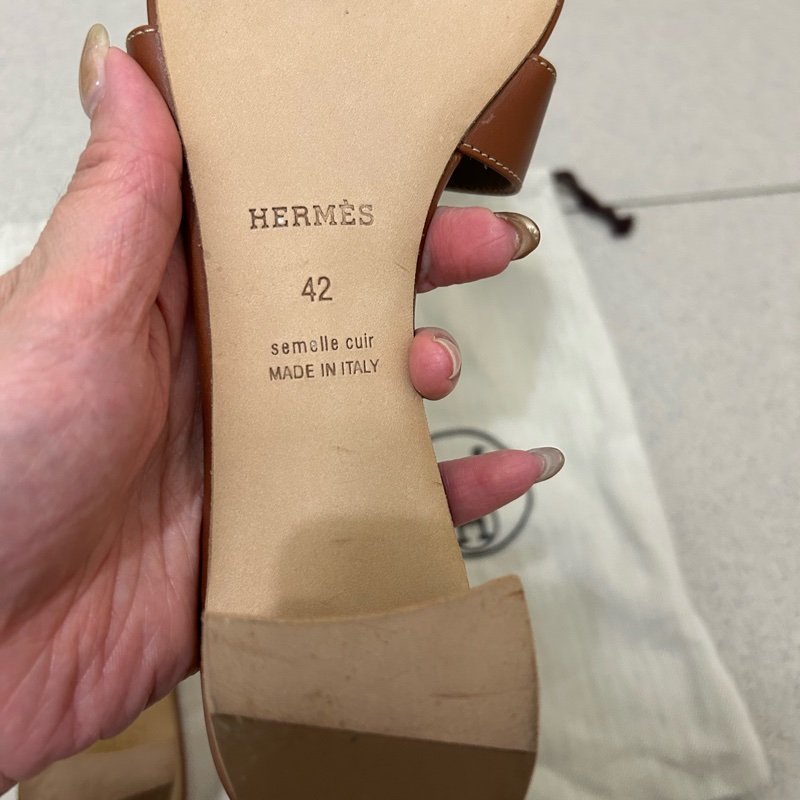 HERMÈS
42
semelle cuir
MADE IN ITALY